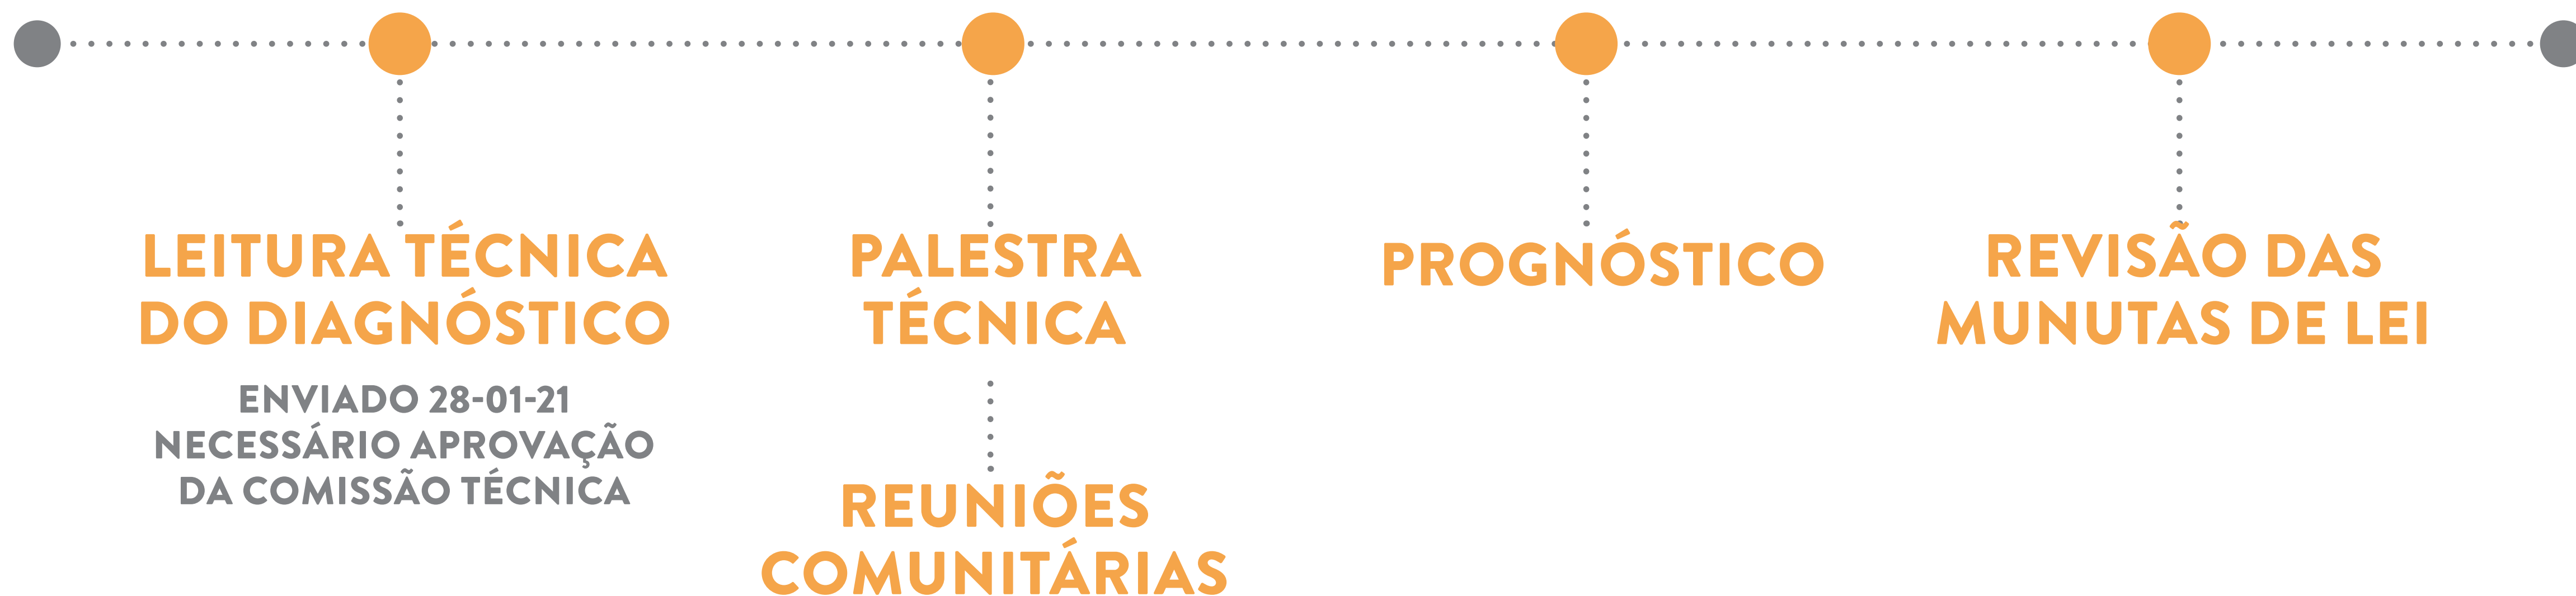 LEITURA TÉCNICA
DO DIAGNÓSTICO
ENVIADO 28-01-21
NECESSÁRIO APROVAÇÃO
DA COMISSÃO TÉCNICA
PALESTRA
TÉCNICA
REUNIÕES
COMUNITÁRIAS
PROGNÓSTICO
REVISÃO DAS
MUNUTAS DE LEI